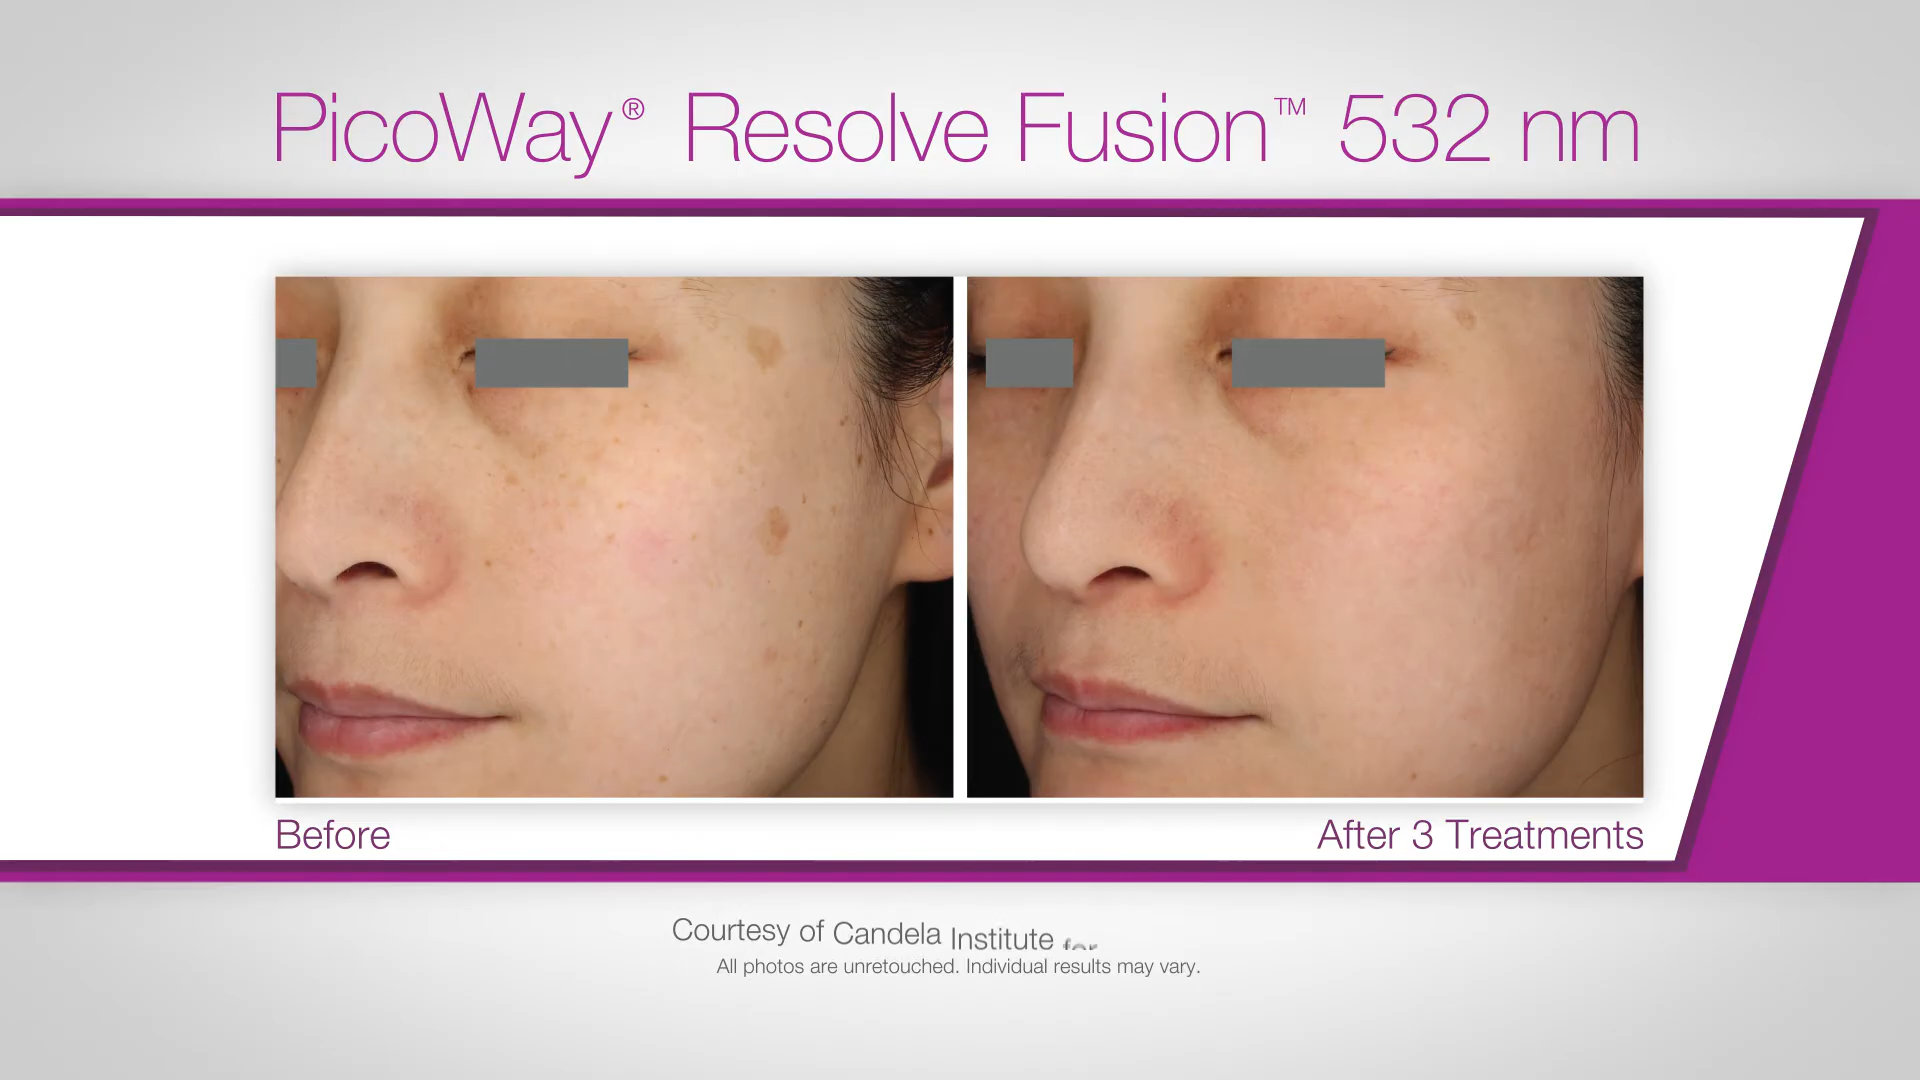 PicoWay® Resolve Fusion™ 532 nm
Before
After 3 Treatments
Courtesy of Candela Institute for
All photos are unretouched. Individual results may vary.